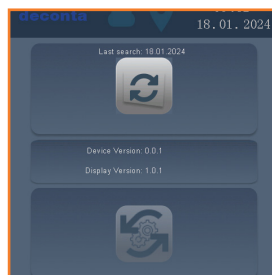 deconta
18.01.2024
Last search: 18.01.2024
Device Version: 0.0.1
Display Version: 1.0.1